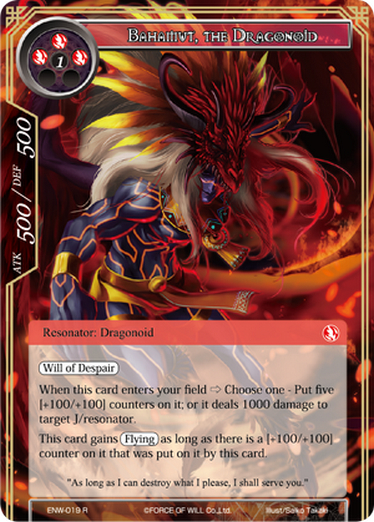 Bahamut, the Dragonoid
1
ATK 500 / DEF 500
Resonator: Dragonoid
Will of Despair
When this card enters your field ⇨ Choose one - Put five
[+100/+100] counters on it; or it deals 1000 damage to
target J/resonator.
This card gains Flying as long as there is a [+100/+100]
counter on it that was put on it by this card.
"As long as I can destroy what I please, I shall serve you."
ENW-019 R ©FORCE OF WILL Co.,Ltd. Illust/Saiko Takaki